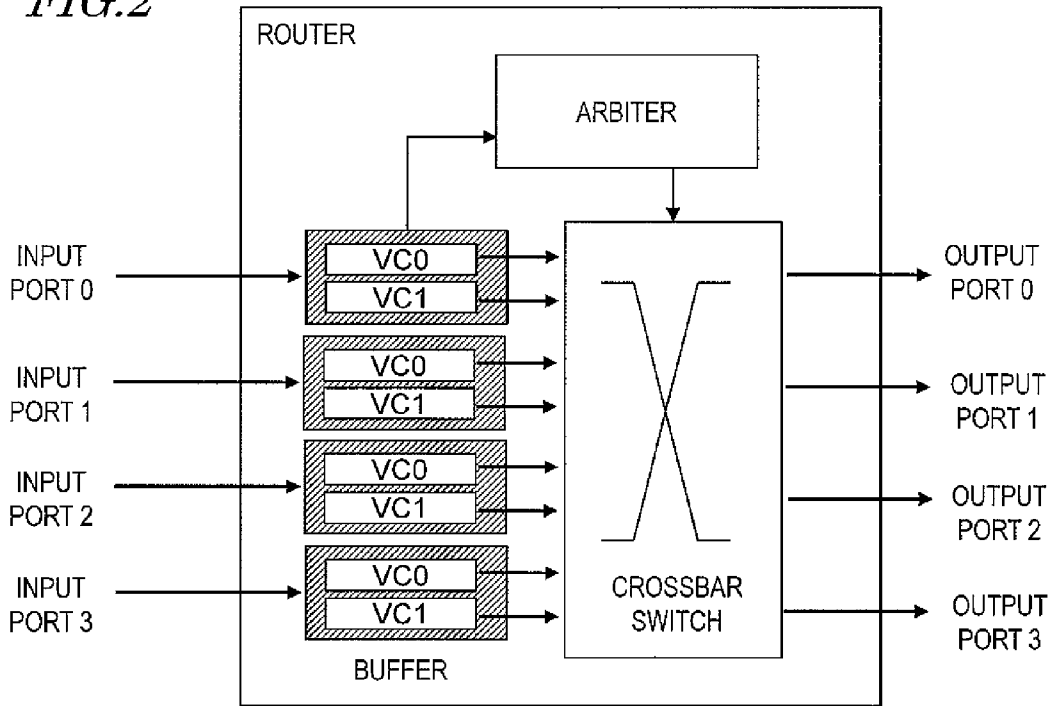 FIG.2
ROUTER
ARBITER
INPUT
PORT 0
VC0
VC1
OUTPUT
PORT 0
INPUT
PORT 1
VC0
VC1
OUTPUT
PORT 1
INPUT
PORT 2
VC0
VC1
OUTPUT
PORT 2
INPUT
PORT 3
VC0
VC1
CROSSBAR
SWITCH
OUTPUT
PORT 3
BUFFER